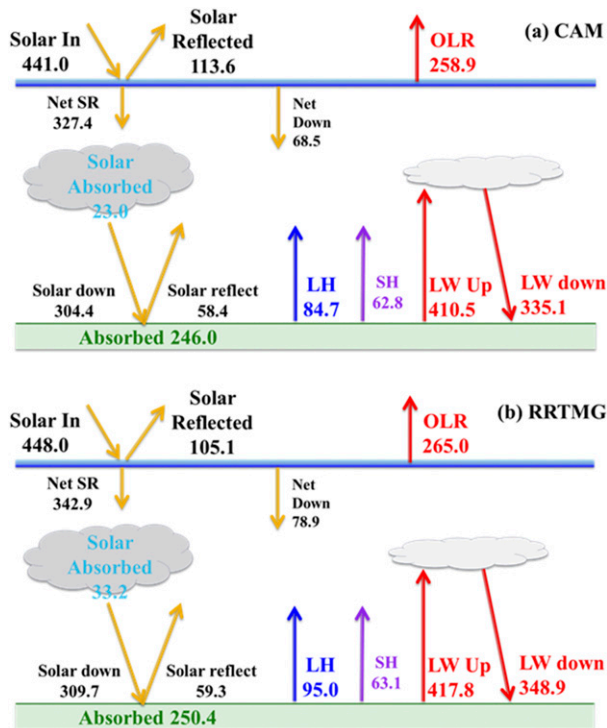 Solar In
441.0
Solar
Reflected
113.6
OLR
258.9
(a) CAM
Net SR
327.4
Net
Down
68.5
Solar
Absorbed
23.0
Solar down
304.4
Solar reflect
58.4
LH
84.7
SH
62.8
LW Up
410.5
LW down
335.1
Absorbed 246.0
Solar In
448.0
Solar
Reflected
105.1
OLR
265.0
(b) RRTMG
Net SR
342.9
Net
Down
78.9
Solar
Absorbed
33.2
Solar down
309.7
Solar reflect
59.3
LH
95.0
SH
63.1
LW Up
417.8
LW down
348.9
Absorbed 250.4